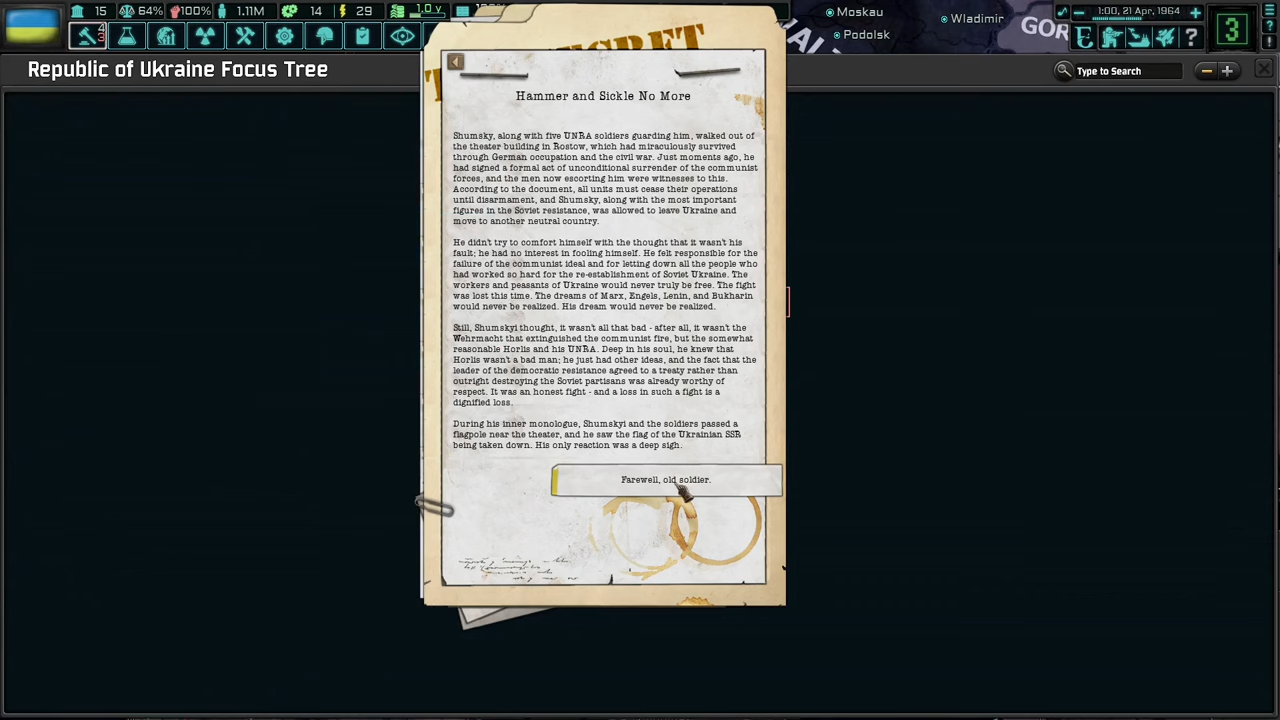 15 64% 100% 1,11M 14 29 1,0 v
1:00, 21 Apr, 1964
3
Moskau
Wladimir
Podolsk
GOR
Republic of Ukraine Focus Tree
Type to Search
Hammer and Sickle No More
Shumsky, along with five UNRA soldiers guarding him, walked out of
the theater building in Rostow, which had miraculously survived
through German occupation and the civil war. Just moments ago, he
had signed a formal act of unconditional surrender of the communist
forces, and the men now escorting him were witnesses to this.
According to the document, all units must cease their operations
until disarmament, and Shumsky, along with the most important
figures in the Soviet resistance, was allowed to leave Ukraine and
move to another neutral country.
He didn't try to comfort himself with the thought that it wasn't his
fault; he had no interest in fooling himself. He felt responsible for the
failure of the communist ideal and for letting down all the people who
had worked so hard for the re-establishment of Soviet Ukraine. The
workers and peasants of Ukraine would never truly be free. The fight
was lost this time. The dreams of Marx, Engels, Lenin, and Bukharin
would never be realized. His dream would never be realized.
Still, Shumskyi thought, it wasn't all that bad - after all, it wasn't the
Wehrmacht that extinguished the communist fire, but the somewhat
reasonable Horlis and his UNRA. Deep in his soul, he knew that
Horlis wasn't a bad man; he just had other ideas, and the fact that the
leader of the democratic resistance agreed to a treaty rather than
outright destroying the Soviet partisans was already worthy of
respect. It was an honest fight - and a loss in such a fight is a
dignified loss.
During his inner monologue, Shumskyi and the soldiers passed a
flagpole near the theater, and he saw the flag of the Ukrainian SSR
being taken down. His only reaction was a deep sigh.
Farewell, old soldier.